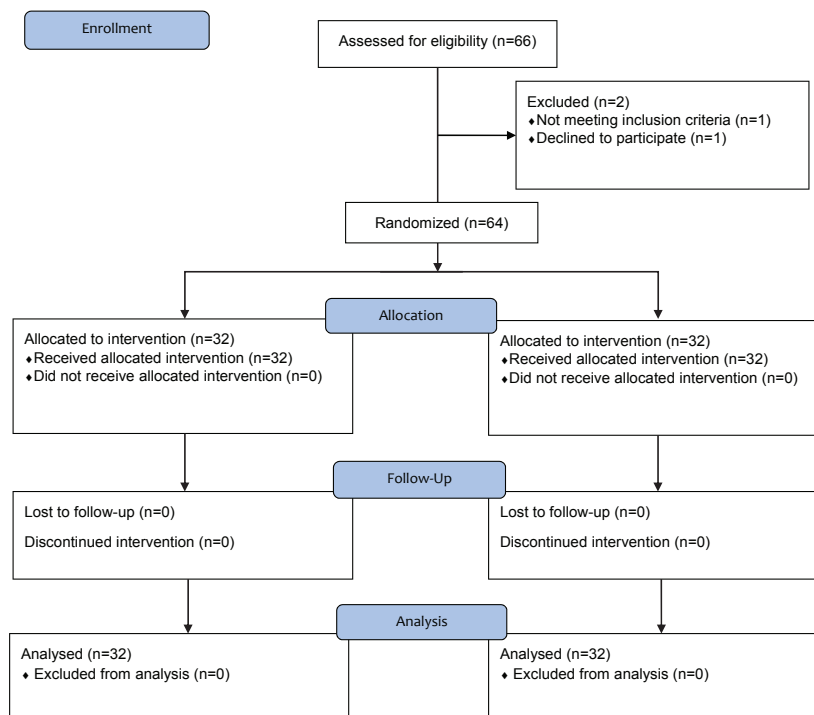 Enrollment
Assessed for eligibility (n=66)
Excluded (n=2)
♦Not meeting inclusion criteria (n=1)
♦Declined to participate (n=1)
Randomized (n=64)
Allocation
Allocated to intervention (n=32)
♦Received allocated intervention (n=32)
♦Did not receive allocated intervention (n=0)
Allocated to intervention (n=32)
♦Received allocated intervention (n=32)
♦Did not receive allocated intervention (n=0)
Follow-Up
Lost to follow-up (n=0)
Discontinued intervention (n=0)
Lost to follow-up (n=0)
Discontinued intervention (n=0)
Analysis
Analysed (n=32)
♦ Excluded from analysis (n=0)
Analysed (n=32)
♦ Excluded from analysis (n=0)